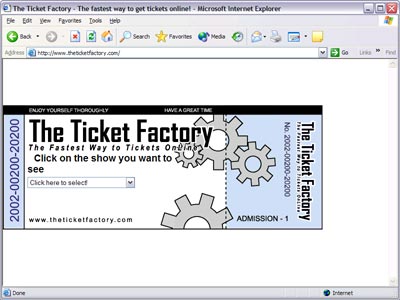 The Ticket Factory - The fastest way to get tickets online! - Microsoft Internet Explorer
File Edit View Favorites Tools Help
Back Search Favorites Media
Address http://www.theticketfactory.com/ Go Links »
ENJOY YOURSELF THOROUGHLY HAVE A GREAT TIME
2002-00200-20200
The Ticket Factory
The Fastest Way to Tickets Online
Click on the show you want to
see
Click here to select!
www.theticketfactory.com
ADMISSION - 1
No. 2002-00200-20200
The Ticket Factory
The Fastest Way to Tickets Online
Done Internet